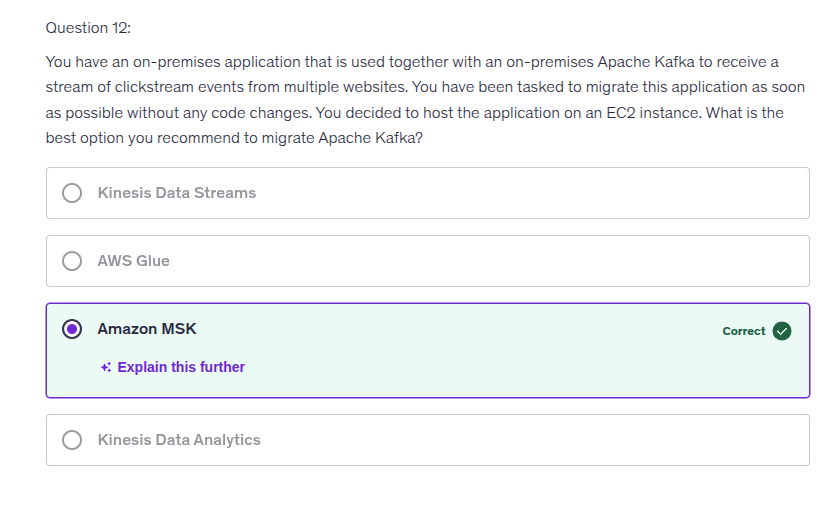 Question 12:
You have an on-premises application that is used together with an on-premises Apache Kafka to receive a
stream of clickstream events from multiple websites. You have been tasked to migrate this application as soon
as possible without any code changes. You decided to host the application on an EC2 instance. What is the
best option you recommend to migrate Apache Kafka?
Kinesis Data Streams
AWS Glue
Amazon MSK
Correct
Explain this further
Kinesis Data Analytics